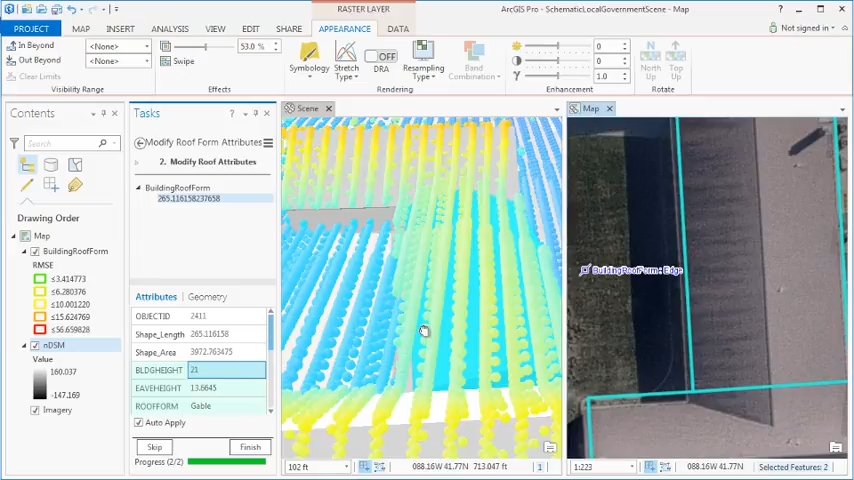 RASTER LAYER
ArcGIS Pro - SchematicLocalGovernmentScene - Map
PROJECT MAP INSERT ANALYSIS VIEW EDIT SHARE APPEARANCE DATA
Not signed in
In Beyond <None>
Out Beyond <None>
Clear Limits
Visibility Range
53.0 %
Swipe
Effects
Symbology
Stretch Type
OFF
DRA
Resampling Type
Band Combination
Rendering
0
0
1.0
Enhancement
North Up
Rotate
Contents
Search
Drawing Order
Map
BuildingRoofForm
RMSE
≤3.414773
≤6.280376
≤10.001220
≤15.624769
≤56.659828
nDSM
Value
160.037
-147.169
Imagery
Tasks
Modify Roof Form Attributes
2. Modify Roof Attributes
BuildingRoofForm
265.116158237658
Attributes Geometry
OBJECTID 2411
Shape_Length 265.116158
Shape_Area 3972.763475
BLDGHEIGHT 21
EAVEHEIGHT 13.6645
ROOFFORM Gable
Auto Apply
Skip Finish
Progress (2/2)
Scene
102 ft 088.16W 41.77N 713.047 ft 1
Map
BuildingRoofForm: Edge
1:223 088.16W 41.77N Selected Features: 2